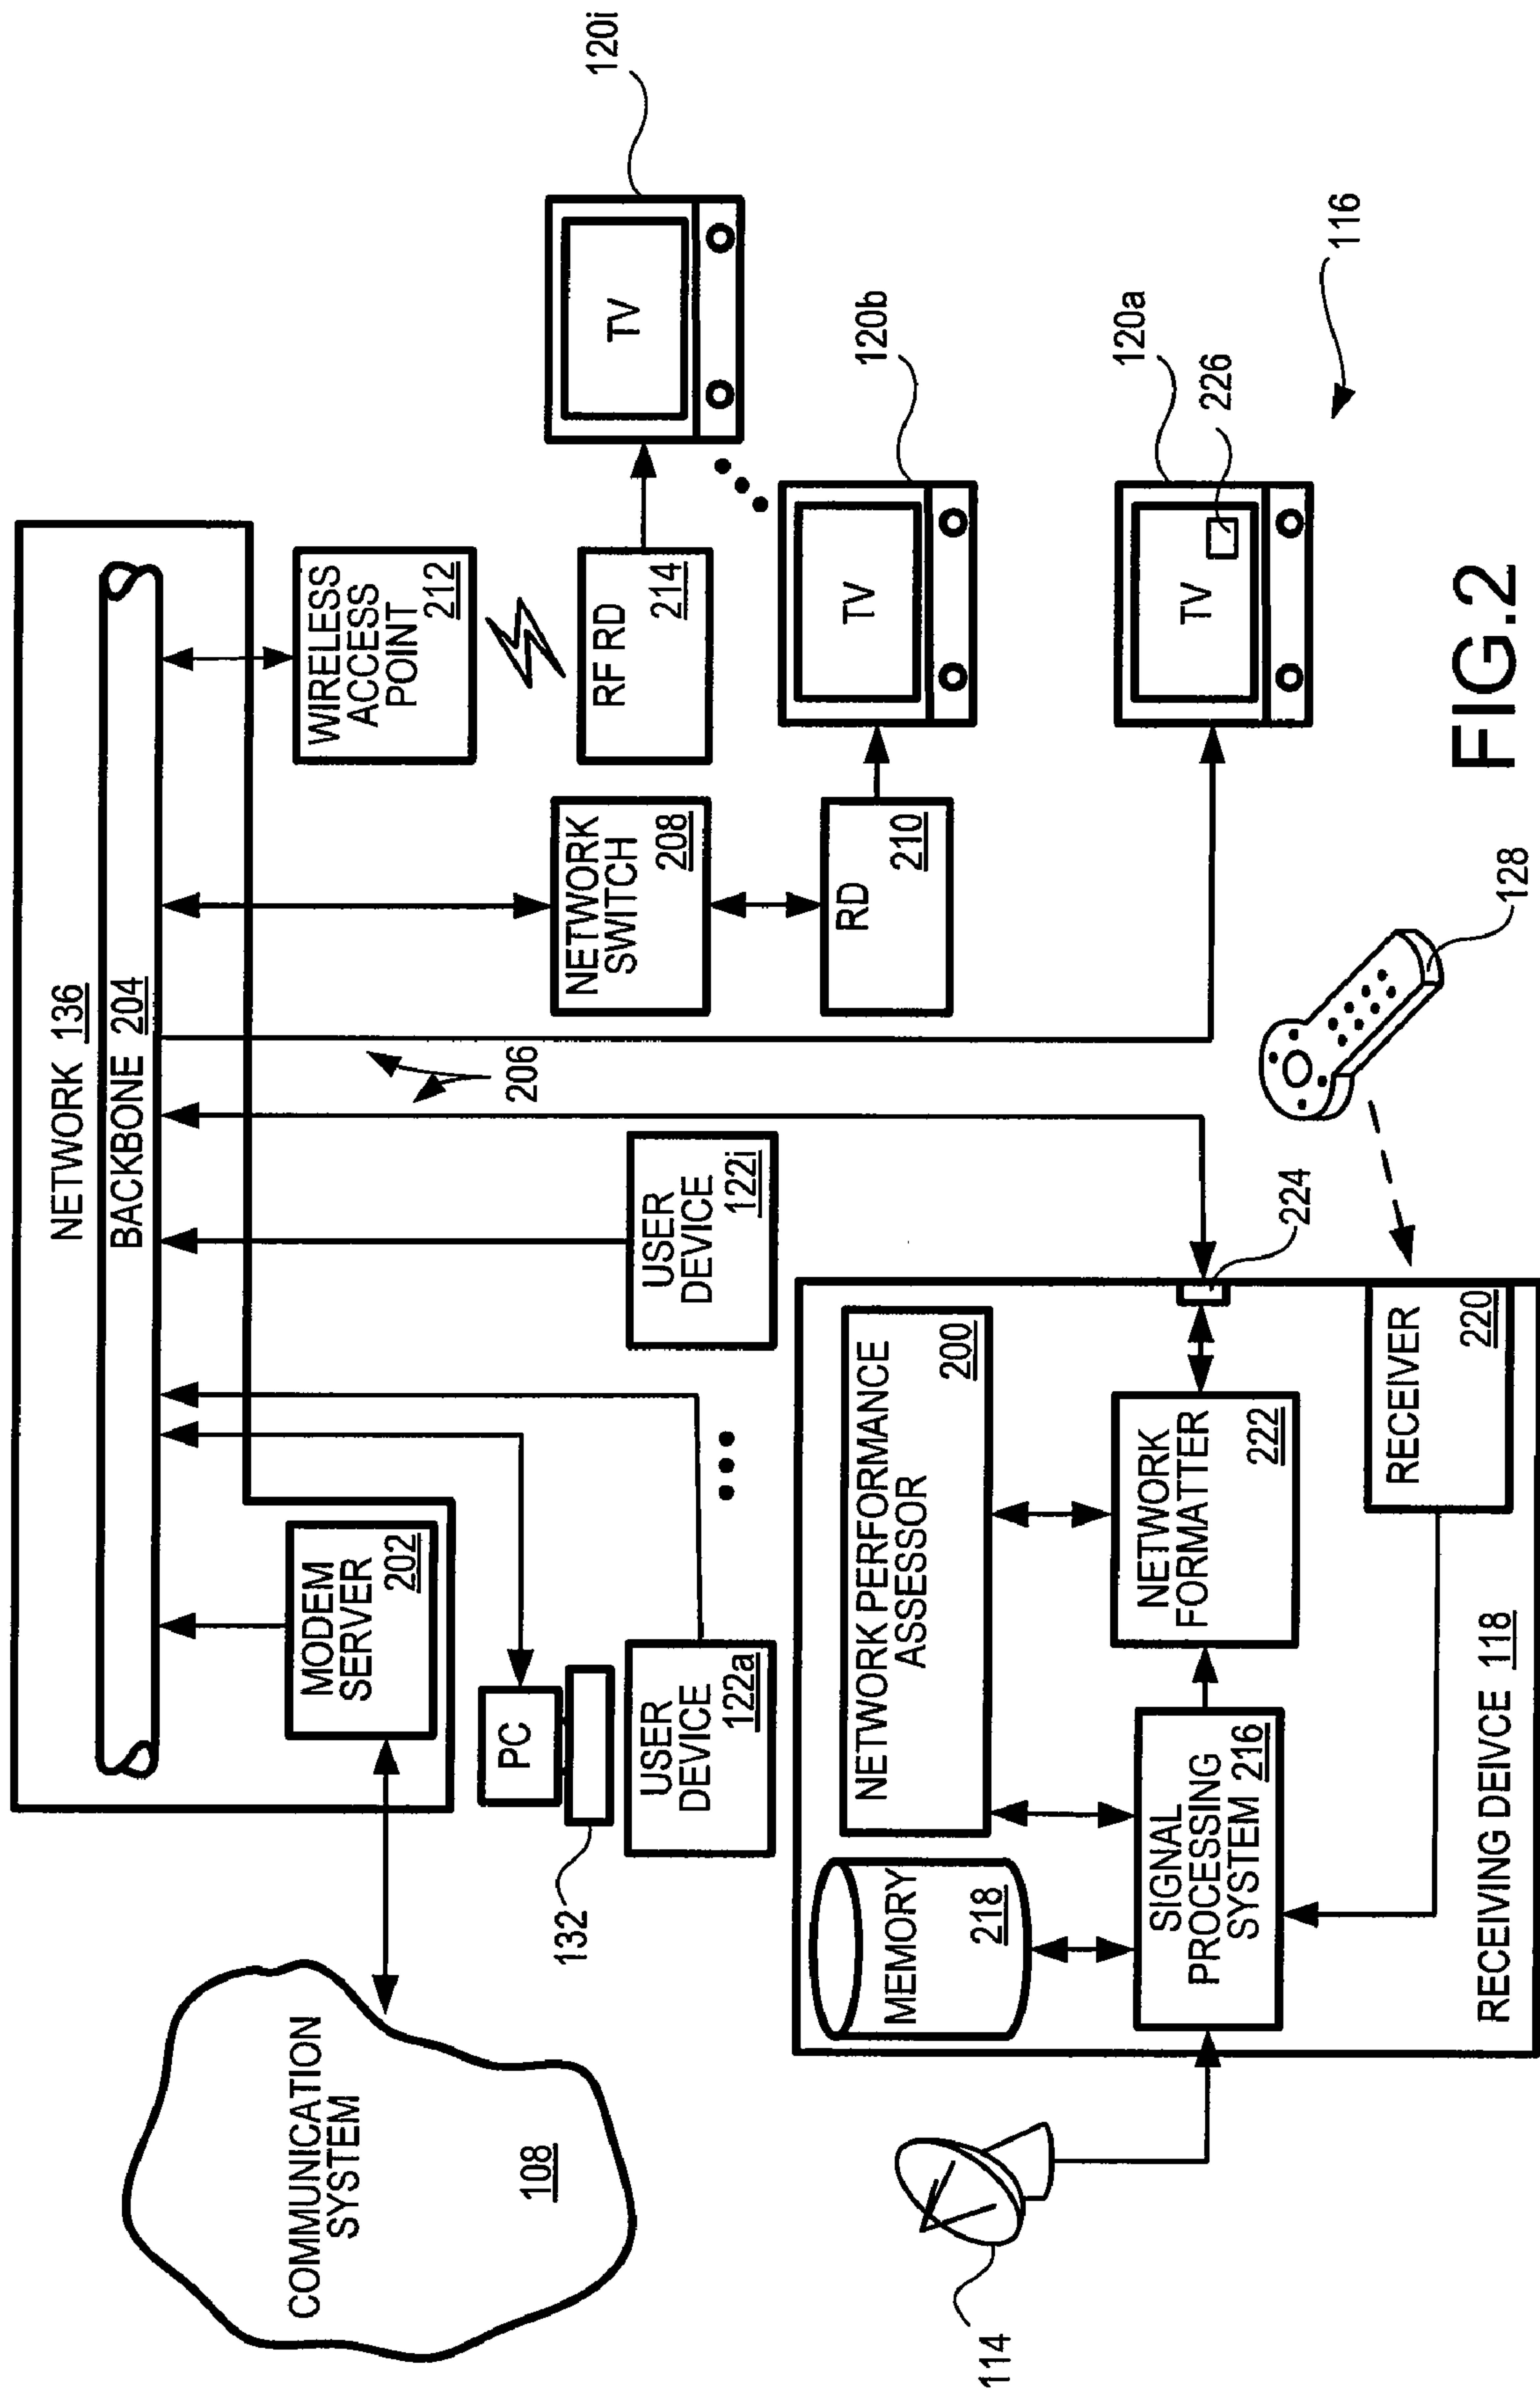 NETWORK 136
BACKBONE 204
COMMUNICATION
SYSTEM
108
MODEM
SERVER
202
PC
132
USER
DEVICE
122a
USER
DEVICE
122i
206
NETWORK
SWITCH
208
RD
210
WIRELESS
ACCESS
POINT
212
RF RD
214
TV
120i
TV
120b
TV
120a
226
116
114
MEMORY
218
NETWORK PERFORMANCE
ASSESSOR
200
SIGNAL
PROCESSING
SYSTEM 216
NETWORK
FORMATTER
222
224
RECEIVER
220
RECEIVING DEIVCE 118
128
FIG.2